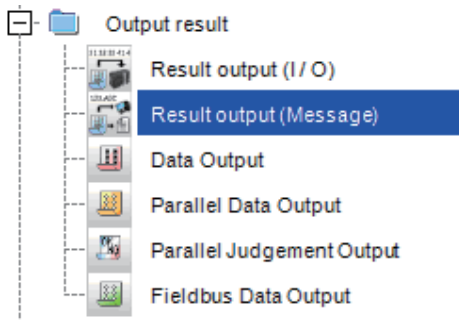 Output result
Result output (I / O)
Result output (Message)
Data Output
Parallel Data Output
Parallel Judgement Output
Fieldbus Data Output